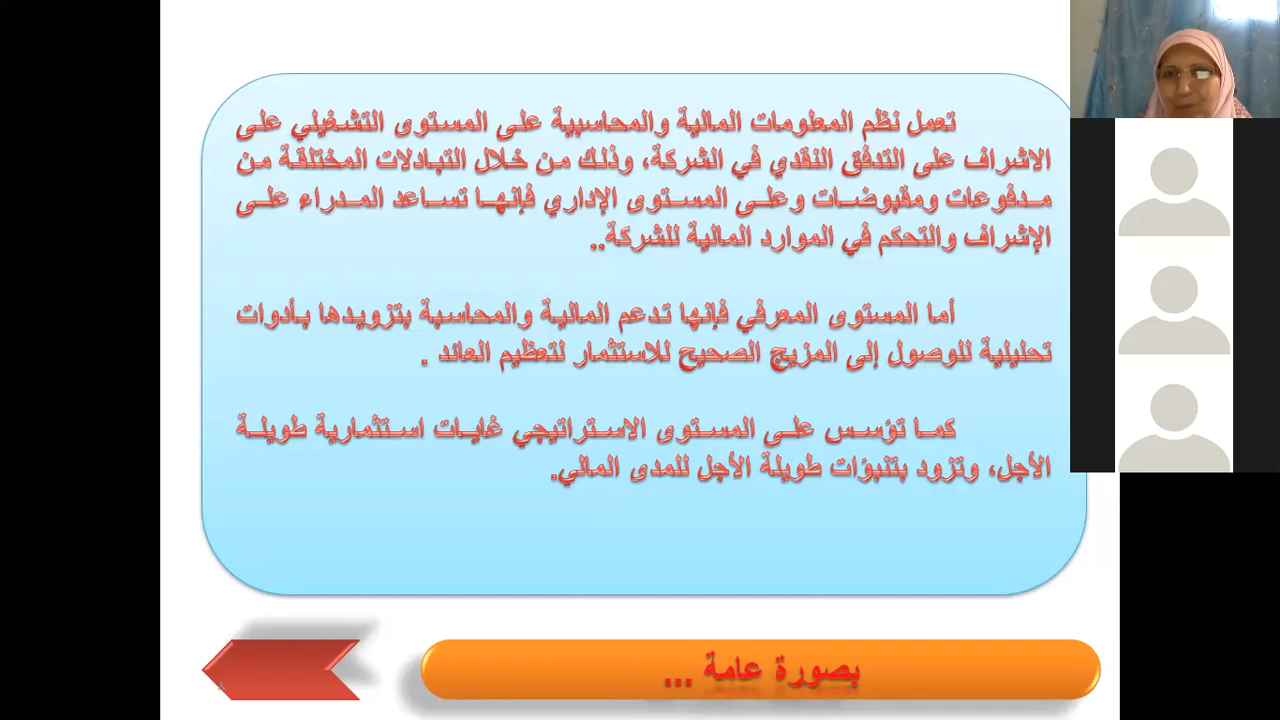 تعمل نظم المعلومات المالية والمحاسبية على المستوى التشغيلي على
الاشراف على التدفق النقدي في الشركة، وذلك من خلال التبادلات المختلقة من
مدفوعات ومقبوضات وعلى المستوى الإداري فإنها تساعد المدراء على
الإشراف والتحكم في الموارد المالية للشركة..
أما المستوى المعرفي فإنها تدعم المالية والمحاسبة بتزويدها بأدوات
تحليلية للوصول إلى المزيج الصحيح للاستثمار لتعظيم العائد .
كما تؤسس على المستوى الاستراتيجي غايات استثمارية طويلة
الأجل، وتزود بتنبؤات طويلة الأجل للمدى المالي.
بصورة عامة ...